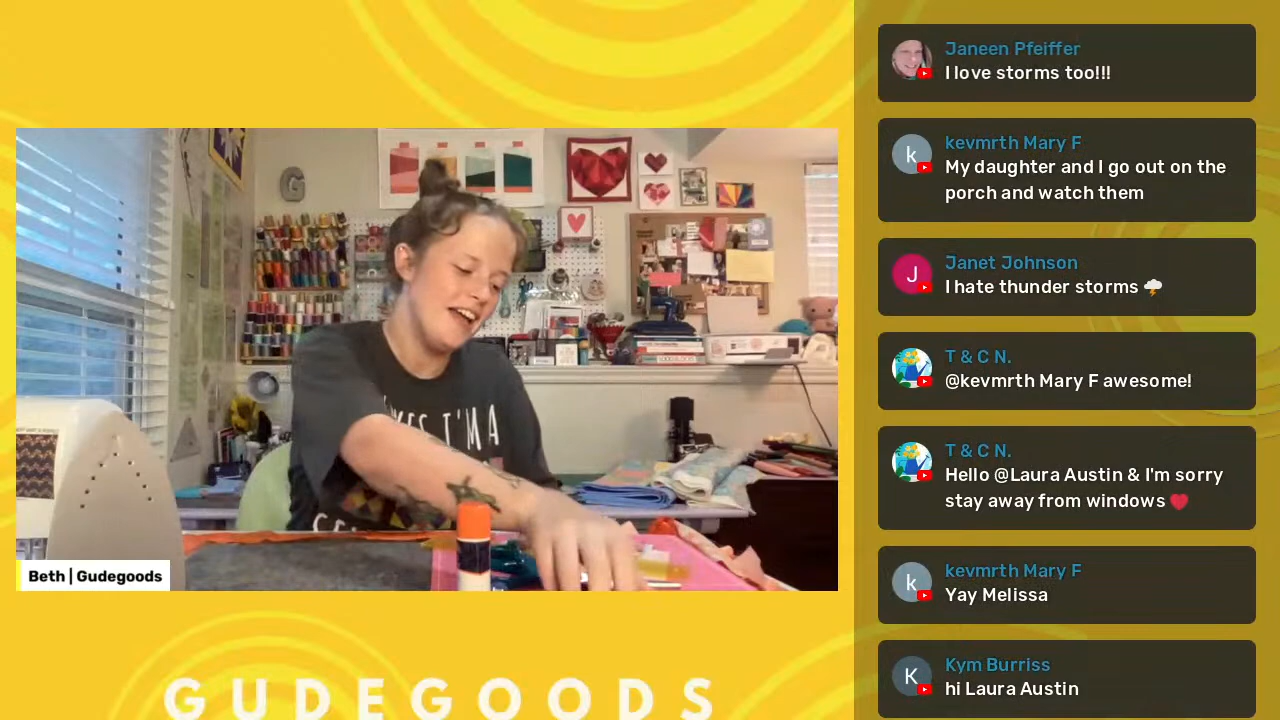 Janeen Pfeiffer
I love storms too!!!
kevmrth Mary F
My daughter and I go out on the
porch and watch them
Janet Johnson
I hate thunder storms 🌩️
T & C N.
@kevmrth Mary F awesome!
T & C N.
Hello @Laura Austin & I'm sorry
stay away from windows ❤️
kevmrth Mary F
Yay Melissa
Kym Burriss
hi Laura Austin
G
I'M A
Beth | Gudegoods
GUDEGOODS